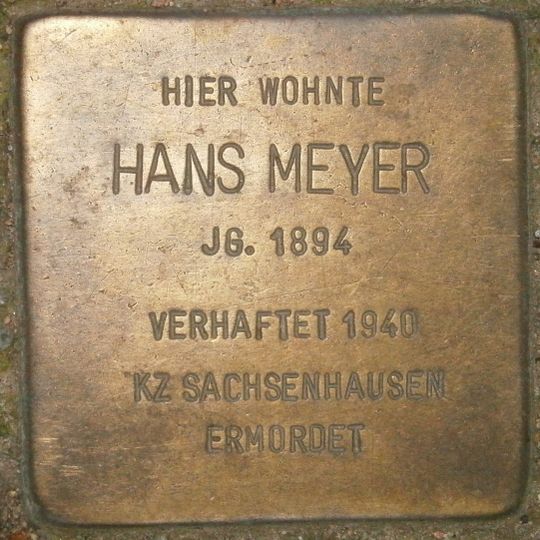 HIER WOHNTE
HANS MEYER
JG. 1894
VERHAFTET 1940
KZ SACHSENHAUSEN
ERMORDET